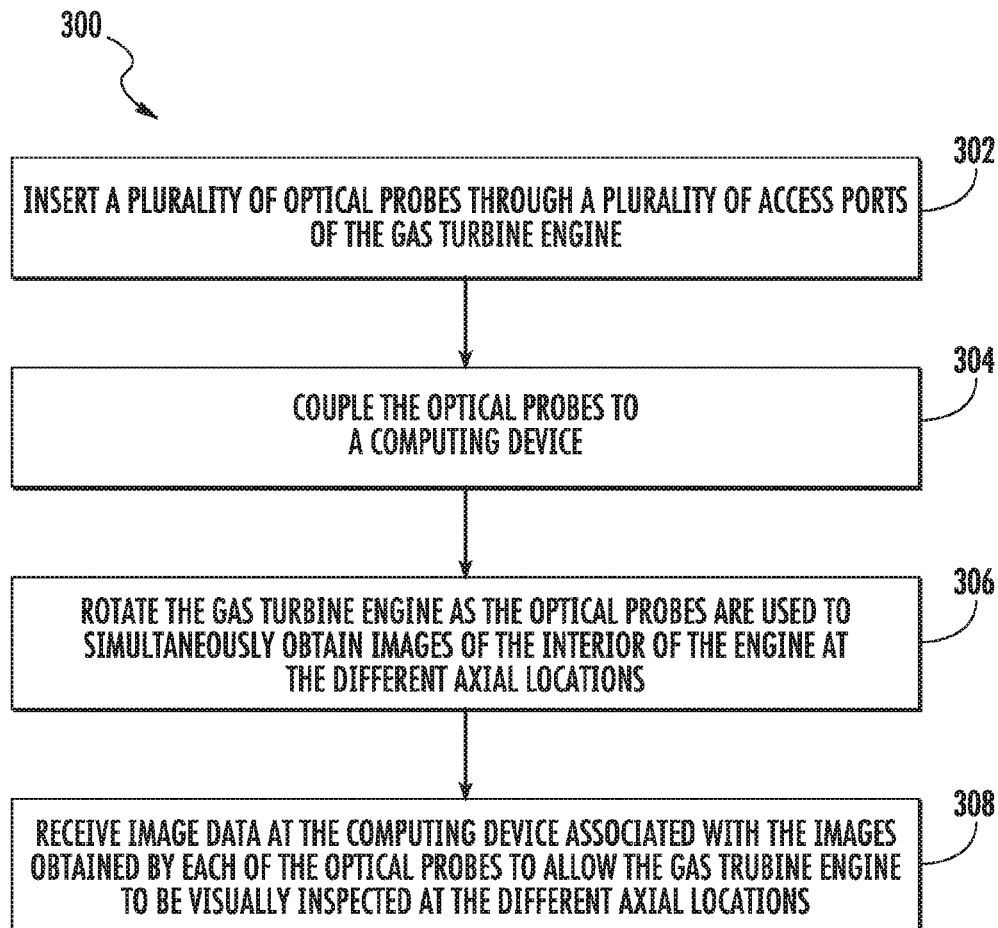 300
302
INSERT A PLURALITY OF OPTICAL PROBES THROUGH A PLURALITY OF ACCESS PORTS
OF THE GAS TURBINE ENGINE
304
COUPLE THE OPTICAL PROBES TO
A COMPUTING DEVICE
306
ROTATE THE GAS TURBINE ENGINE AS THE OPTICAL PROBES ARE USED TO
SIMULTANEOUSLY OBTAIN IMAGES OF THE INTERIOR OF THE ENGINE AT
THE DIFFERENT AXIAL LOCATIONS
308
RECEIVE IMAGE DATA AT THE COMPUTING DEVICE ASSOCIATED WITH THE IMAGES
OBTAINED BY EACH OF THE OPTICAL PROBES TO ALLOW THE GAS TRUBINE ENGINE
TO BE VISUALLY INSPECTED AT THE DIFFERENT AXIAL LOCATIONS